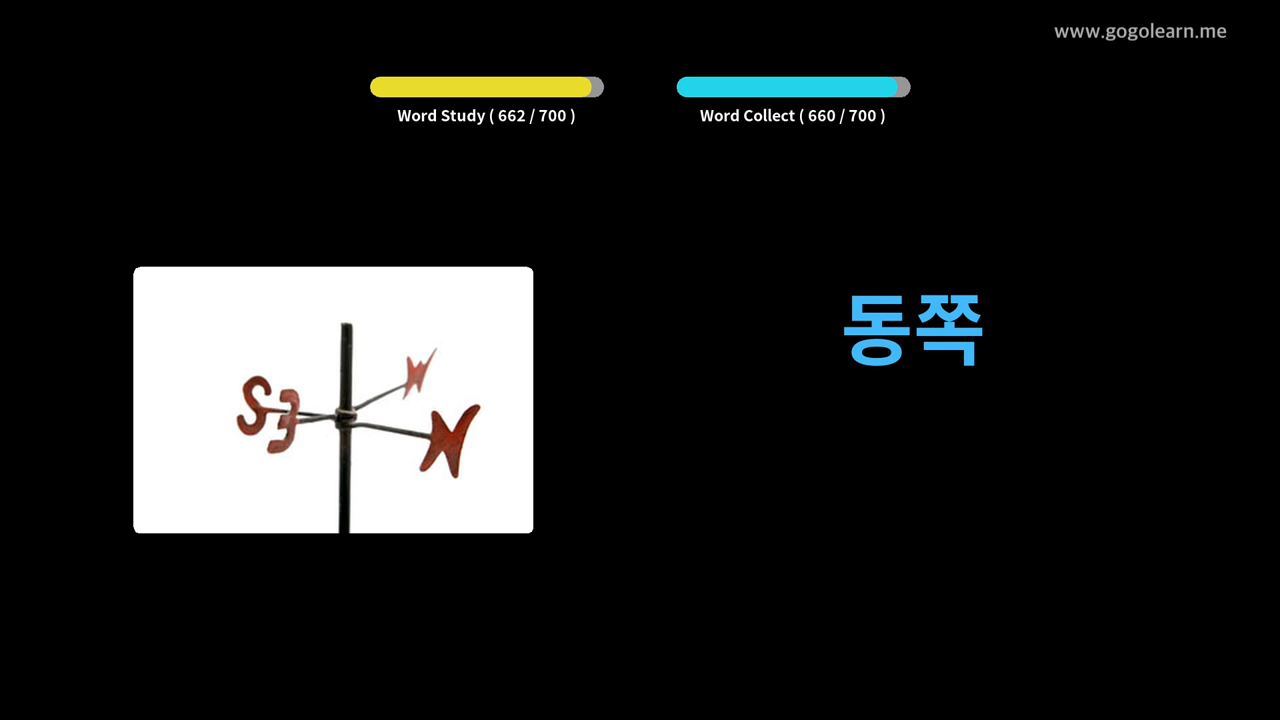 www.gogolearn.me
Word Study ( 662 / 700 )
Word Collect ( 660 / 700 )
동쪽
S
E
N